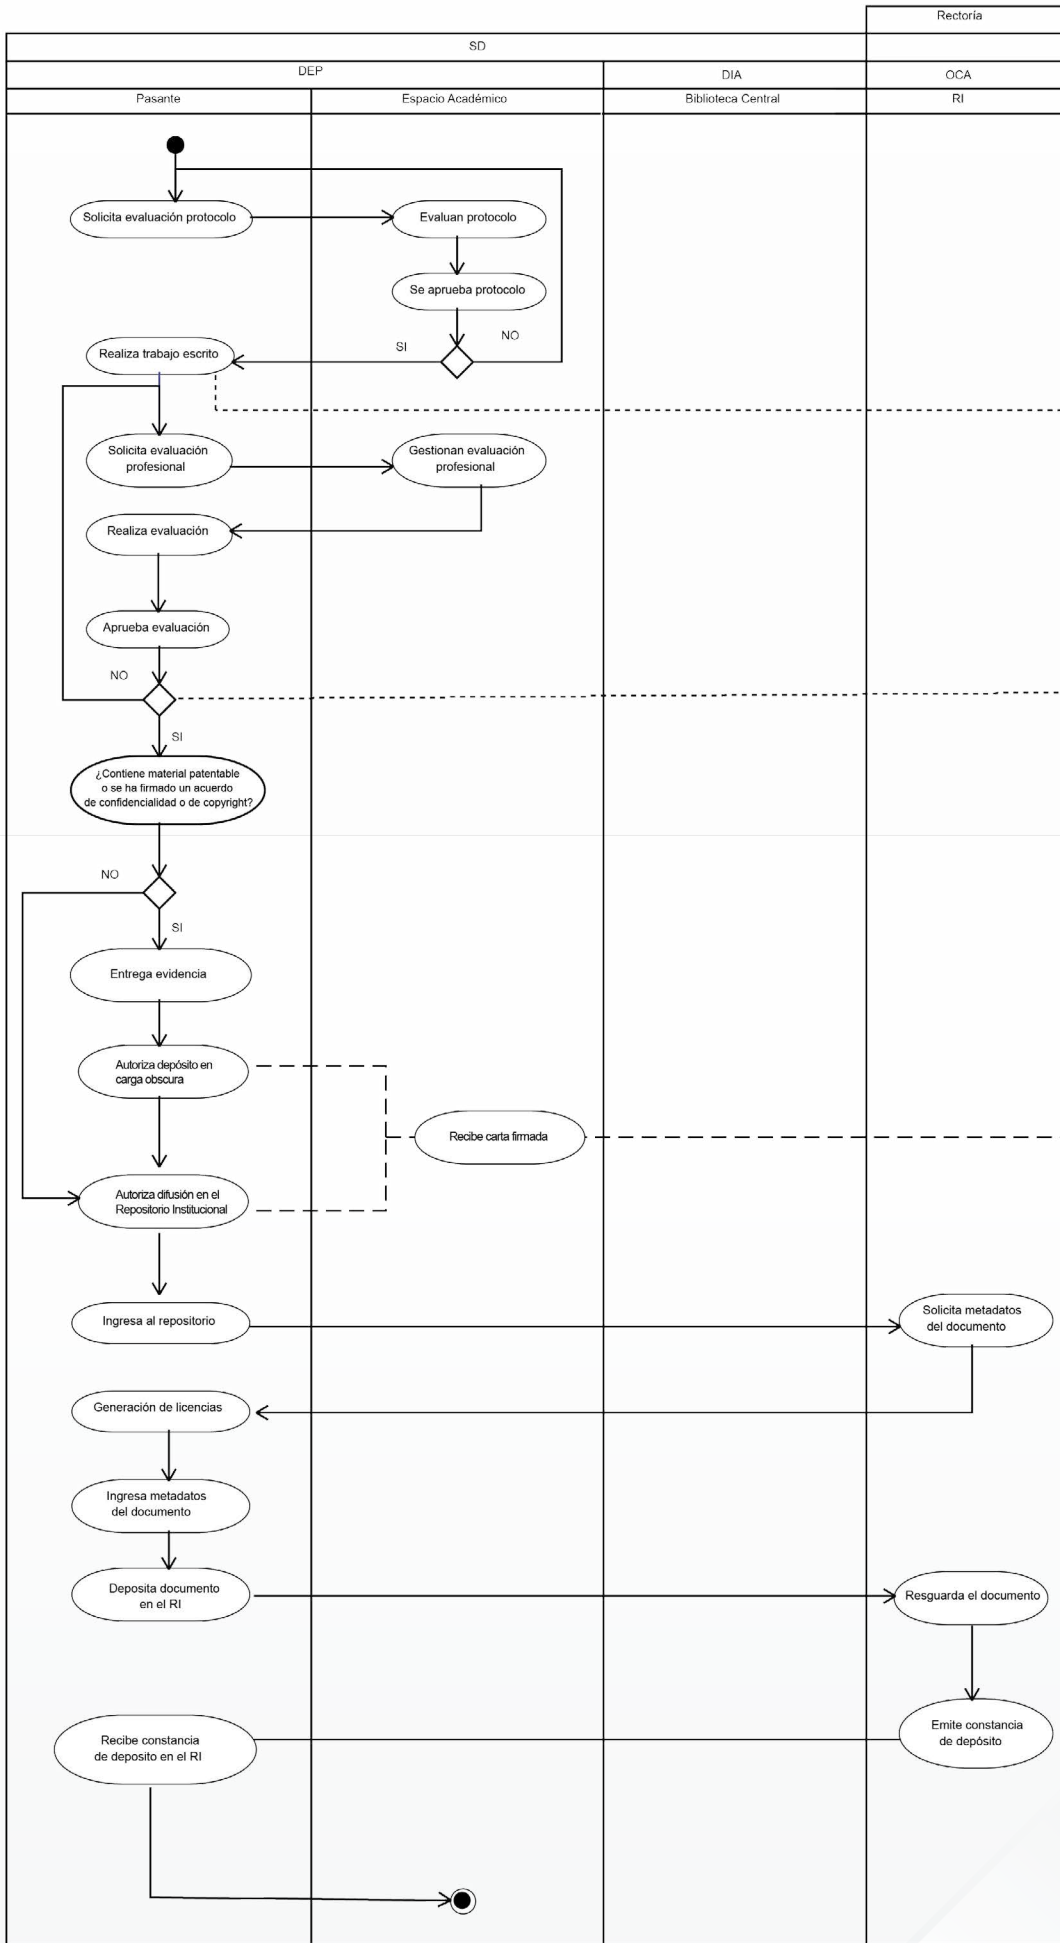 Rectoría
SD
DEP
DIA
OCA
Pasante
Espacio Académico
Biblioteca Central
RI
Solicita evaluación protocolo
Evaluan protocolo
Se aprueba protocolo
NO
SI
Realiza trabajo escrito
Solicita evaluación
profesional
Gestionan evaluación
profesional
Realiza evaluación
Aprueba evaluación
NO
SI
¿Contiene material patentable
o se ha firmado un acuerdo
de confidencialidad o de copyright?
NO
SI
Entrega evidencia
Autoriza depósito en
carga obscura
Recibe carta firmada
Autoriza difusión en el
Repositorio Institucional
Ingresa al repositorio
Solicita metadatos
del documento
Generación de licencias
Ingresa metadatos
del documento
Deposita documento
en el RI
Resguarda el documento
Emite constancia
de depósito
Recibe constancia
de deposito en el RI